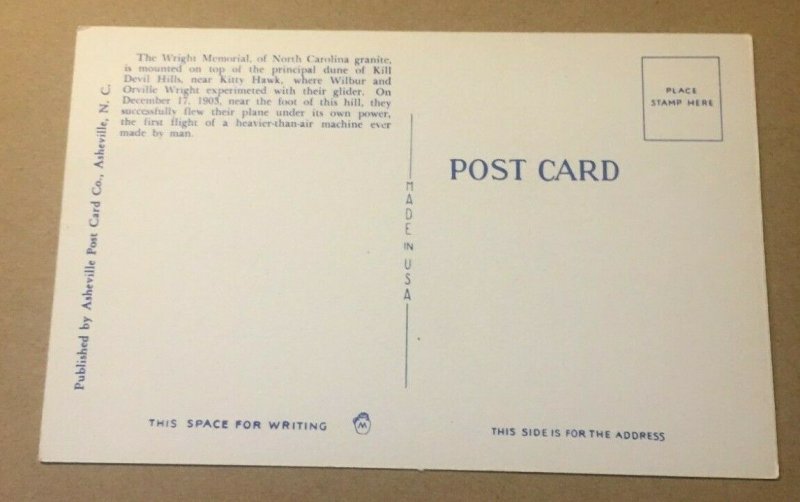 The Wright Memorial, of North Carolina granite,
is mounted on top of the principal dune of Kill
Devil Hills, near Kitty Hawk, where Wilbur and
Orville Wright experimeted with their glider. On
December 17, 1903, near the foot of this hill, they
successfully flew their plane under its own power,
the first flight of a heavier-than-air machine ever
made by man.
Published by Asheville Post Card Co., Asheville, N. C.
MADE IN USA
PLACE
STAMP HERE
POST CARD
THIS SPACE FOR WRITING
M
THIS SIDE IS FOR THE ADDRESS